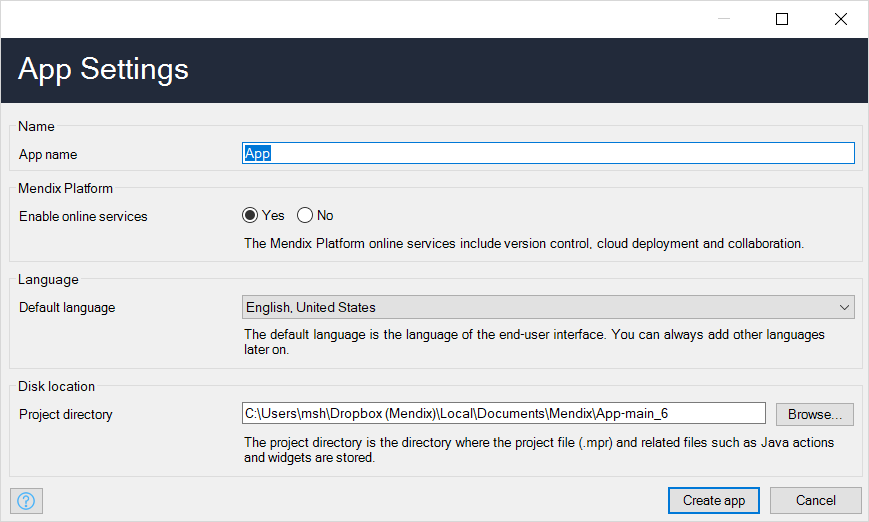 App Settings
Name
App name
App
Mendix Platform
Enable online services
Yes
No
The Mendix Platform online services include version control, cloud deployment and collaboration.
Language
Default language
English, United States
The default language is the language of the end-user interface. You can always add other languages
later on.
Disk location
Project directory
C:\Users\msh\Dropbox (Mendix)\Local\Documents\Mendix\App-main_6
Browse...
The project directory is the directory where the project file (.mpr) and related files such as Java actions
and widgets are stored.
?
Create app
Cancel